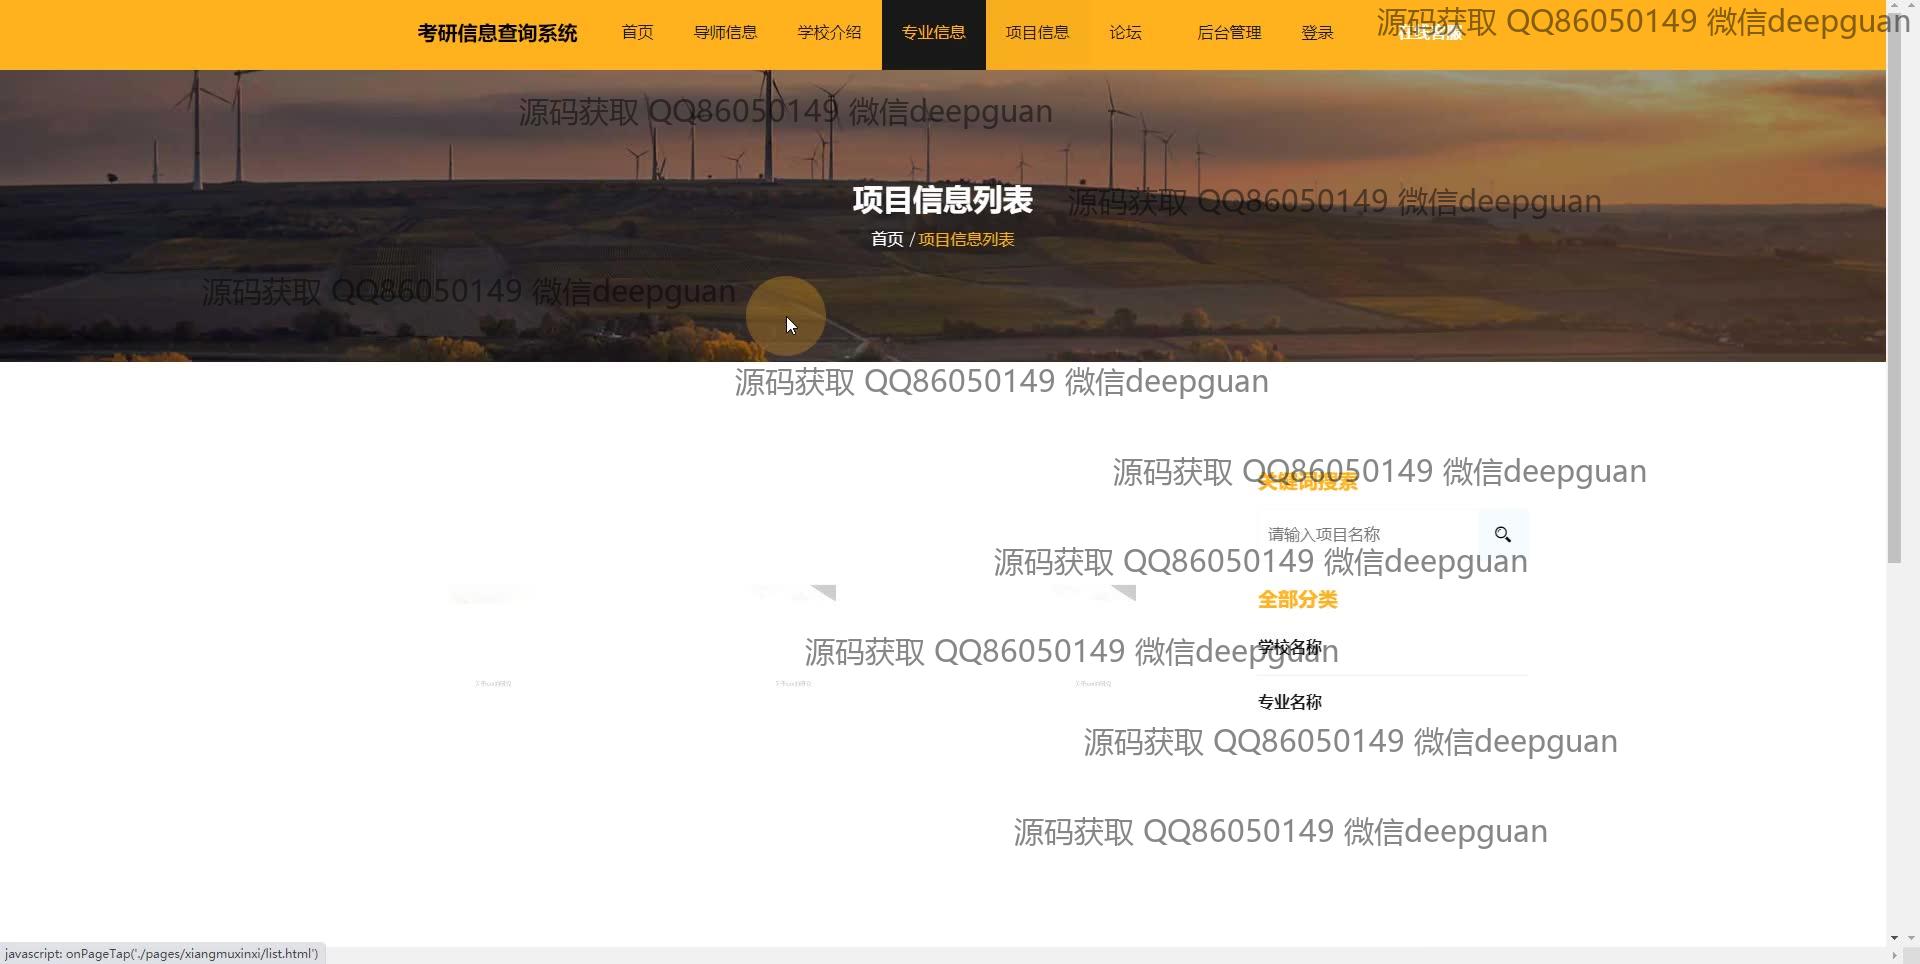 考研信息查询系统 首页 导师信息 学校介绍 专业信息 项目信息 论坛 后台管理 登录 在线客服
源码获取 QQ86050149 微信deepguan
源码获取 QQ86050149 微信deepguan
项目信息列表
源码获取 QQ86050149 微信deepguan
首页 / 项目信息列表
源码获取 QQ86050149 微信deepguan
源码获取 QQ86050149 微信deepguan
源码获取 QQ86050149 微信deepguan
关键词搜索
请输入项目名称
源码获取 QQ86050149 微信deepguan
全部分类
学校名称
源码获取 QQ86050149 微信deepguan
专业名称
源码获取 QQ86050149 微信deepguan
源码获取 QQ86050149 微信deepguan
javascript: onPageTap('./pages/xiangmuxinxi/list.html')